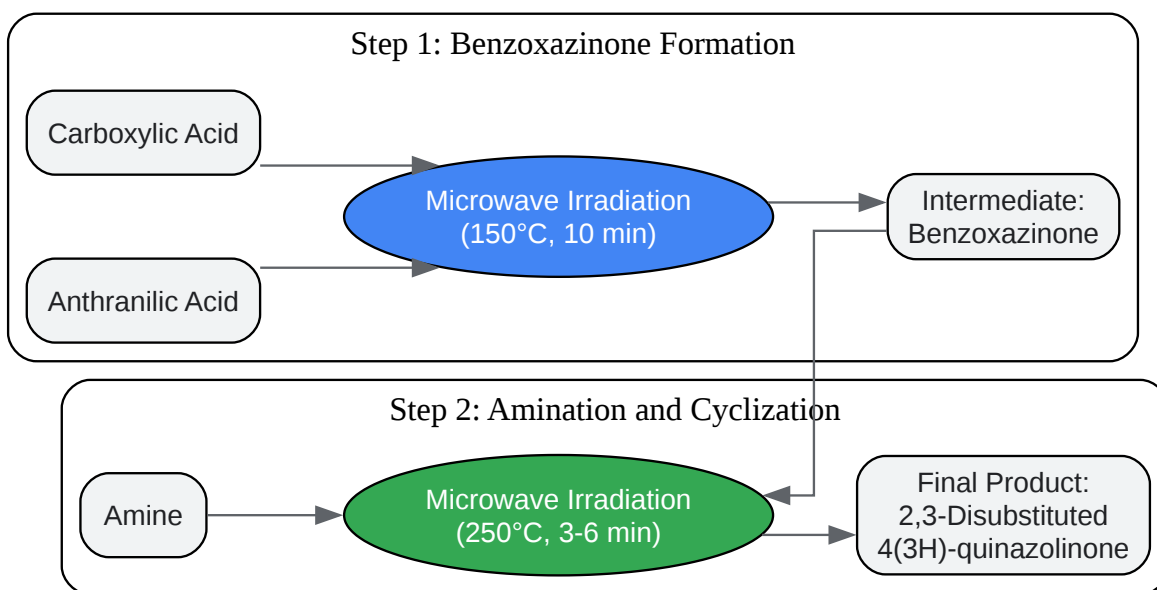 Step 1: Benzoxazinone Formation
Carboxylic Acid
Anthranilic Acid
Microwave Irradiation
(150°C, 10 min)
Intermediate:
Benzoxazinone
Step 2: Amination and Cyclization
Amine
Microwave Irradiation
(250°C, 3-6 min)
Final Product:
2,3-Disubstituted
4(3H)-quinazolinone